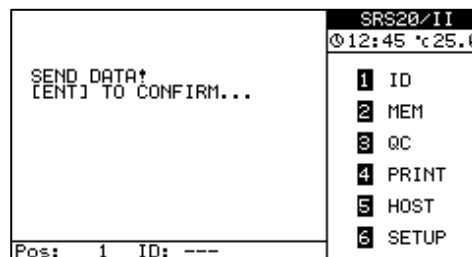 SEND DATA!
[ENT] TO CONFIRM...
Pos: 1 ID: ---
SRS20/II
12:45 °c25.0
1 ID
2 MEM
3 QC
4 PRINT
5 HOST
6 SETUP